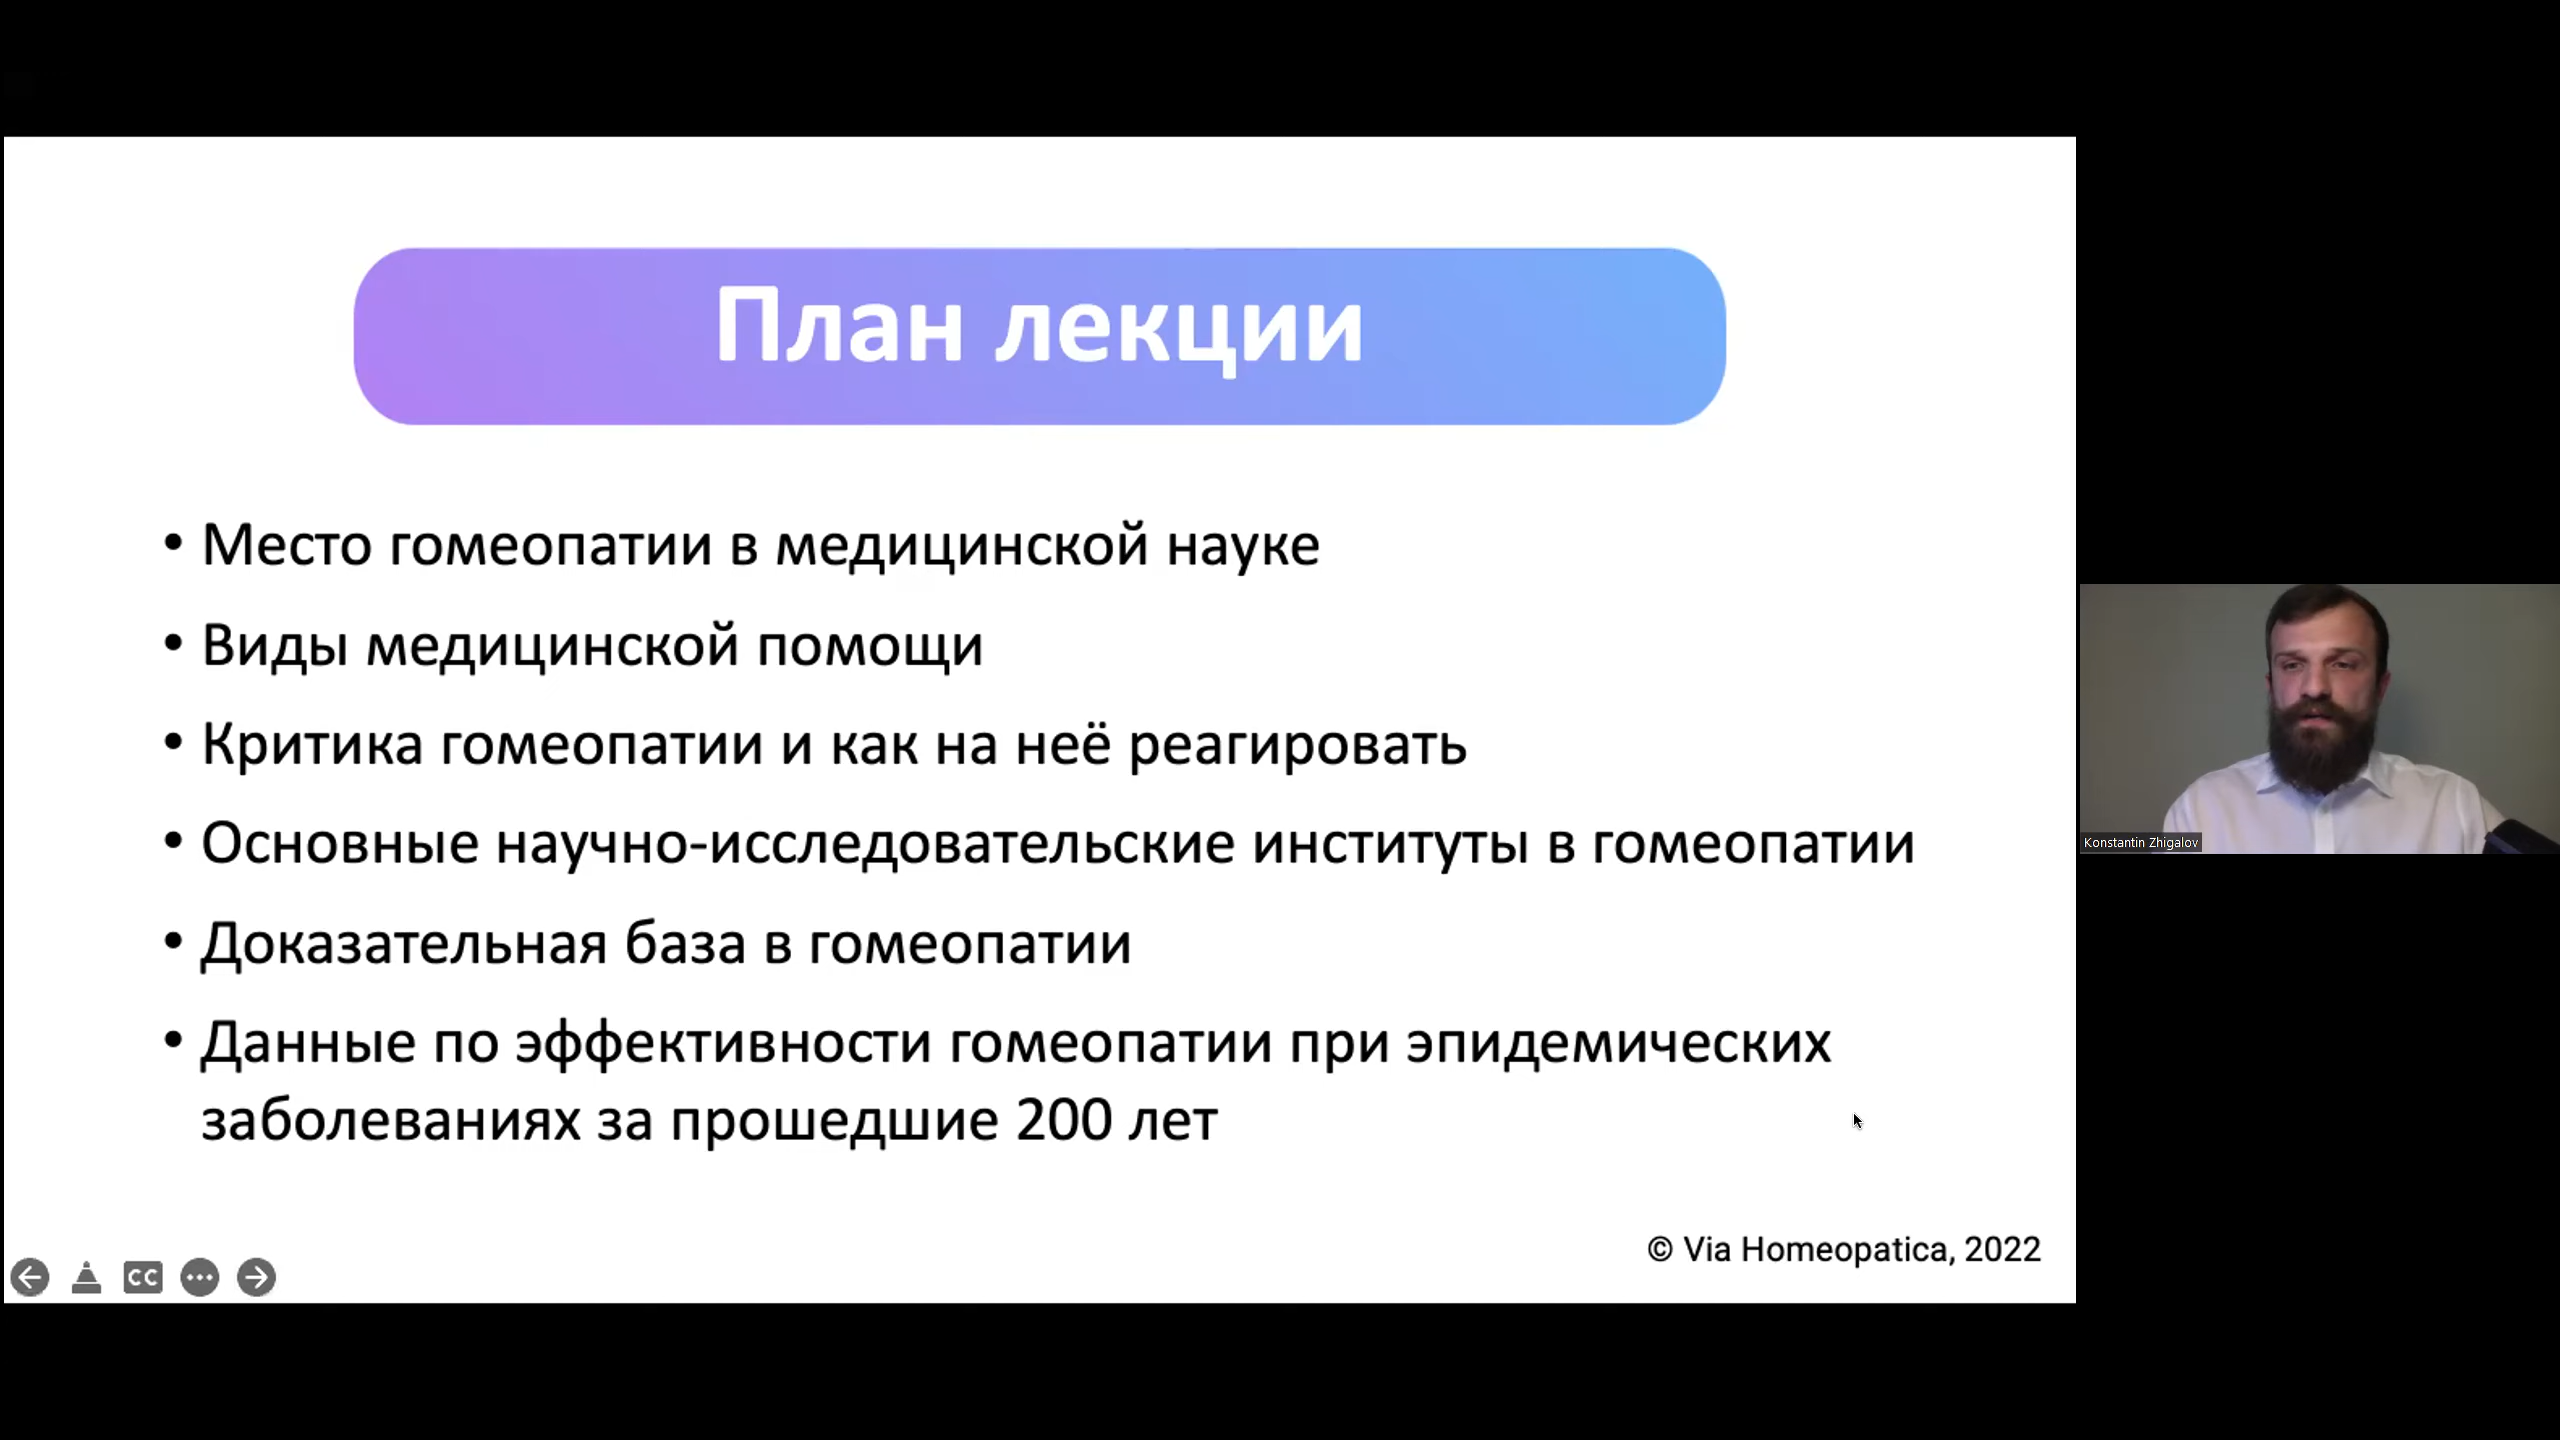 План лекции
• Место гомеопатии в медицинской науке
• Виды медицинской помощи
• Критика гомеопатии и как на неё реагировать
• Основные научно-исследовательские институты в гомеопатии
• Доказательная база в гомеопатии
• Данные по эффективности гомеопатии при эпидемических
заболеваниях за прошедшие 200 лет
© Via Homeopatica, 2022
CC
Konstantin Zhigalov